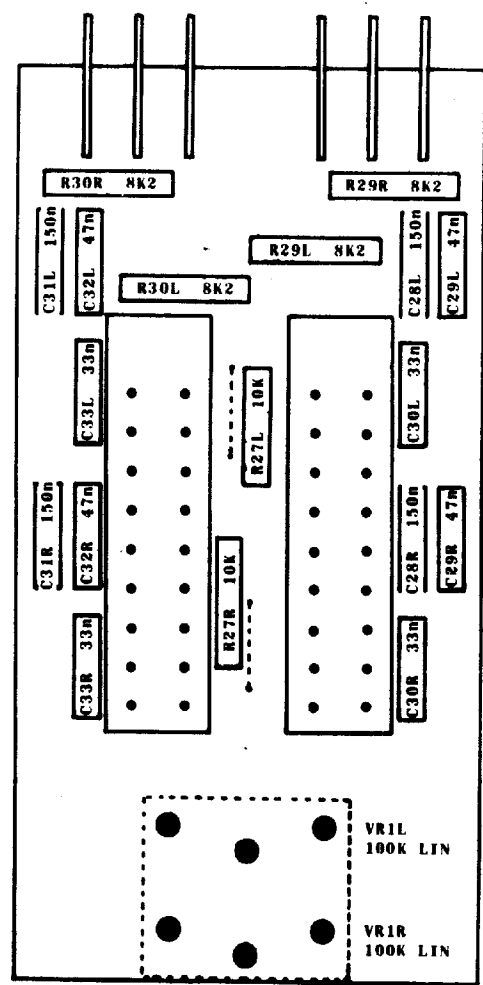 R30R 8K2
R29R 8K2
C31L 150n
C32L 47n
R29L 8K2
C28L 150n
C29L 47n
R30L 8K2
C33L 33n
R27L 10K
C30L 33n
C31R 150n
C32R 47n
C28R 150n
C29R 47n
R27R 10K
C33R 33n
C30R 33n
VR1L
100K LIN
VR1R
100K LIN